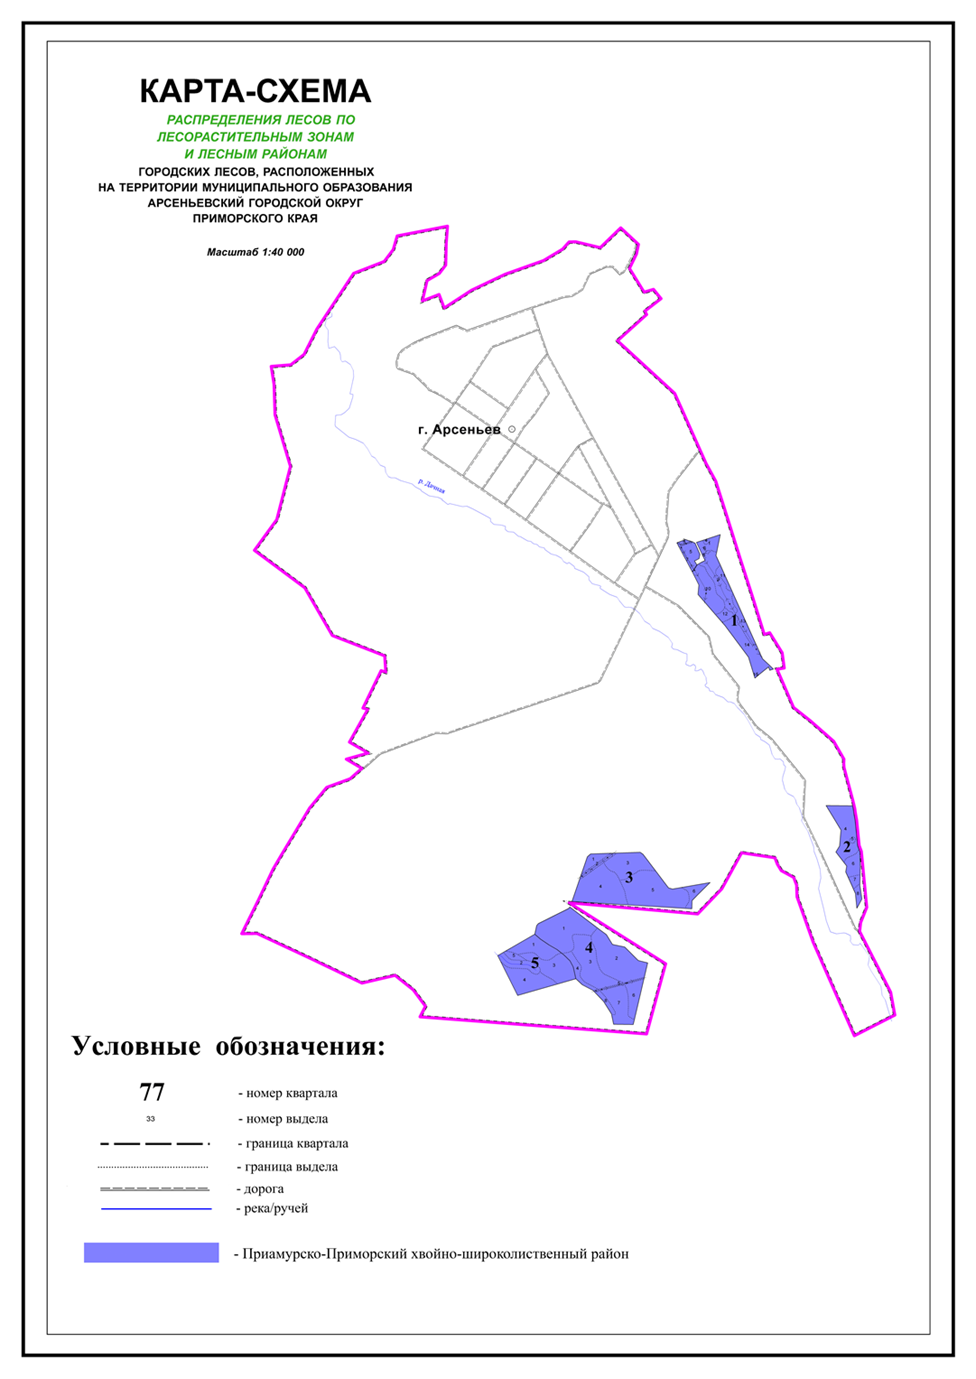 КАРТА-СХЕМА
РАСПРЕДЕЛЕНИЯ ЛЕСОВ ПО
ЛЕСОРАСТИТЕЛЬНЫМ ЗОНАМ
И ЛЕСНЫМ РАЙОНАМ
ГОРОДСКИХ ЛЕСОВ, РАСПОЛОЖЕННЫХ
НА ТЕРРИТОРИИ МУНИЦИПАЛЬНОГО ОБРАЗОВАНИЯ
АРСЕНЬЕВСКИЙ ГОРОДСКОЙ ОКРУГ
ПРИМОРСКОГО КРАЯ
Масштаб 1:40 000
г. Арсеньев
р. Дачная
1
2
3
4
5
Условные обозначения:
77 - номер квартала
33 - номер выдела
- граница квартала
- граница выдела
- дорога
- река/ручей
- Приамурско-Приморский хвойно-широколиственный район